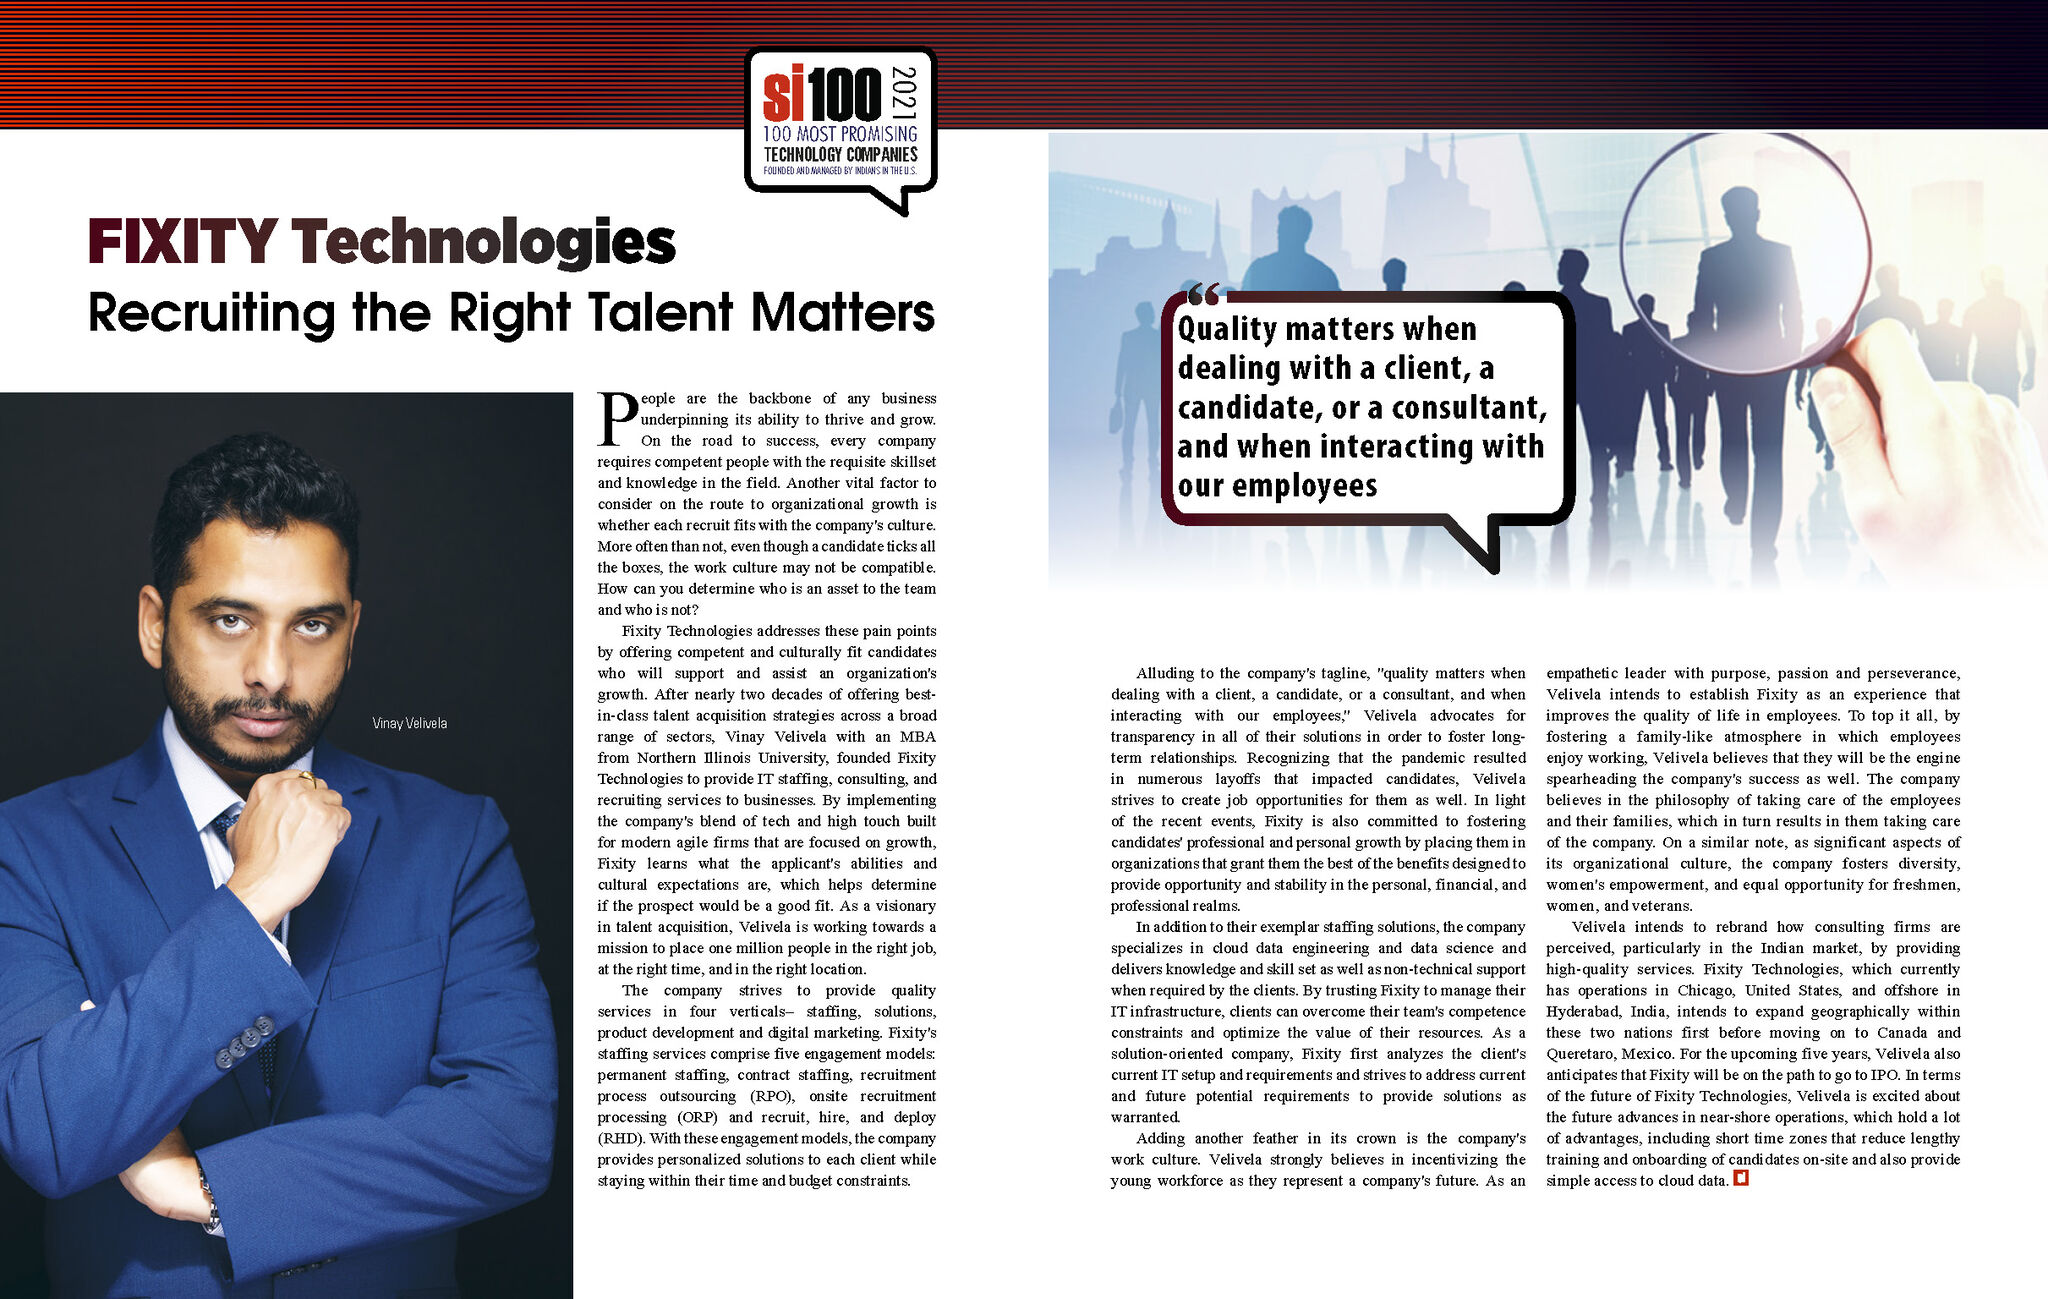 si100 2021
100 MOST PROMISING
TECHNOLOGY COMPANIES
FOUNDED AND MANAGED BY INDIANS IN THE U.S.
FIXITY Technologies
Recruiting the Right Talent Matters
Vinay Velivela
People are the backbone of any business
underpinning its ability to thrive and grow.
On the road to success, every company
requires competent people with the requisite skillset
and knowledge in the field. Another vital factor to
consider on the route to organizational growth is
whether each recruit fits with the company's culture.
More often than not, even though a candidate ticks all
the boxes, the work culture may not be compatible.
How can you determine who is an asset to the team
and who is not?
Fixity Technologies addresses these pain points
by offering competent and culturally fit candidates
who will support and assist an organization's
growth. After nearly two decades of offering best-
in-class talent acquisition strategies across a broad
range of sectors, Vinay Velivela with an MBA
from Northern Illinois University, founded Fixity
Technologies to provide IT staffing, consulting, and
recruiting services to businesses. By implementing
the company's blend of tech and high touch built
for modern agile firms that are focused on growth,
Fixity learns what the applicant's abilities and
cultural expectations are, which helps determine
if the prospect would be a good fit. As a visionary
in talent acquisition, Velivela is working towards a
mission to place one million people in the right job,
at the right time, and in the right location.
The company strives to provide quality
services in four verticals– staffing, solutions,
product development and digital marketing. Fixity's
staffing services comprise five engagement models:
permanent staffing, contract staffing, recruitment
process outsourcing (RPO), onsite recruitment
processing (ORP) and recruit, hire, and deploy
(RHD). With these engagement models, the company
provides personalized solutions to each client while
staying within their time and budget constraints.
“
Quality matters when
dealing with a client, a
candidate, or a consultant,
and when interacting with
our employees
Alluding to the company's tagline, "quality matters when
dealing with a client, a candidate, or a consultant, and when
interacting with our employees," Velivela advocates for
transparency in all of their solutions in order to foster long-
term relationships. Recognizing that the pandemic resulted
in numerous layoffs that impacted candidates, Velivela
strives to create job opportunities for them as well. In light
of the recent events, Fixity is also committed to fostering
candidates' professional and personal growth by placing them in
organizations that grant them the best of the benefits designed to
provide opportunity and stability in the personal, financial, and
professional realms.
In addition to their exemplar staffing solutions, the company
specializes in cloud data engineering and data science and
delivers knowledge and skill set as well as non-technical support
when required by the clients. By trusting Fixity to manage their
IT infrastructure, clients can overcome their team's competence
constraints and optimize the value of their resources. As a
solution-oriented company, Fixity first analyzes the client's
current IT setup and requirements and strives to address current
and future potential requirements to provide solutions as
warranted.
Adding another feather in its crown is the company's
work culture. Velivela strongly believes in incentivizing the
young workforce as they represent a company's future. As an
empathetic leader with purpose, passion and perseverance,
Velivela intends to establish Fixity as an experience that
improves the quality of life in employees. To top it all, by
fostering a family-like atmosphere in which employees
enjoy working, Velivela believes that they will be the engine
spearheading the company's success as well. The company
believes in the philosophy of taking care of the employees
and their families, which in turn results in them taking care
of the company. On a similar note, as significant aspects of
its organizational culture, the company fosters diversity,
women's empowerment, and equal opportunity for freshmen,
women, and veterans.
Velivela intends to rebrand how consulting firms are
perceived, particularly in the Indian market, by providing
high-quality services. Fixity Technologies, which currently
has operations in Chicago, United States, and offshore in
Hyderabad, India, intends to expand geographically within
these two nations first before moving on to Canada and
Queretaro, Mexico. For the upcoming five years, Velivela also
anticipates that Fixity will be on the path to go to IPO. In terms
of the future of Fixity Technologies, Velivela is excited about
the future advances in near-shore operations, which hold a lot
of advantages, including short time zones that reduce lengthy
training and onboarding of candidates on-site and also provide
simple access to cloud data.